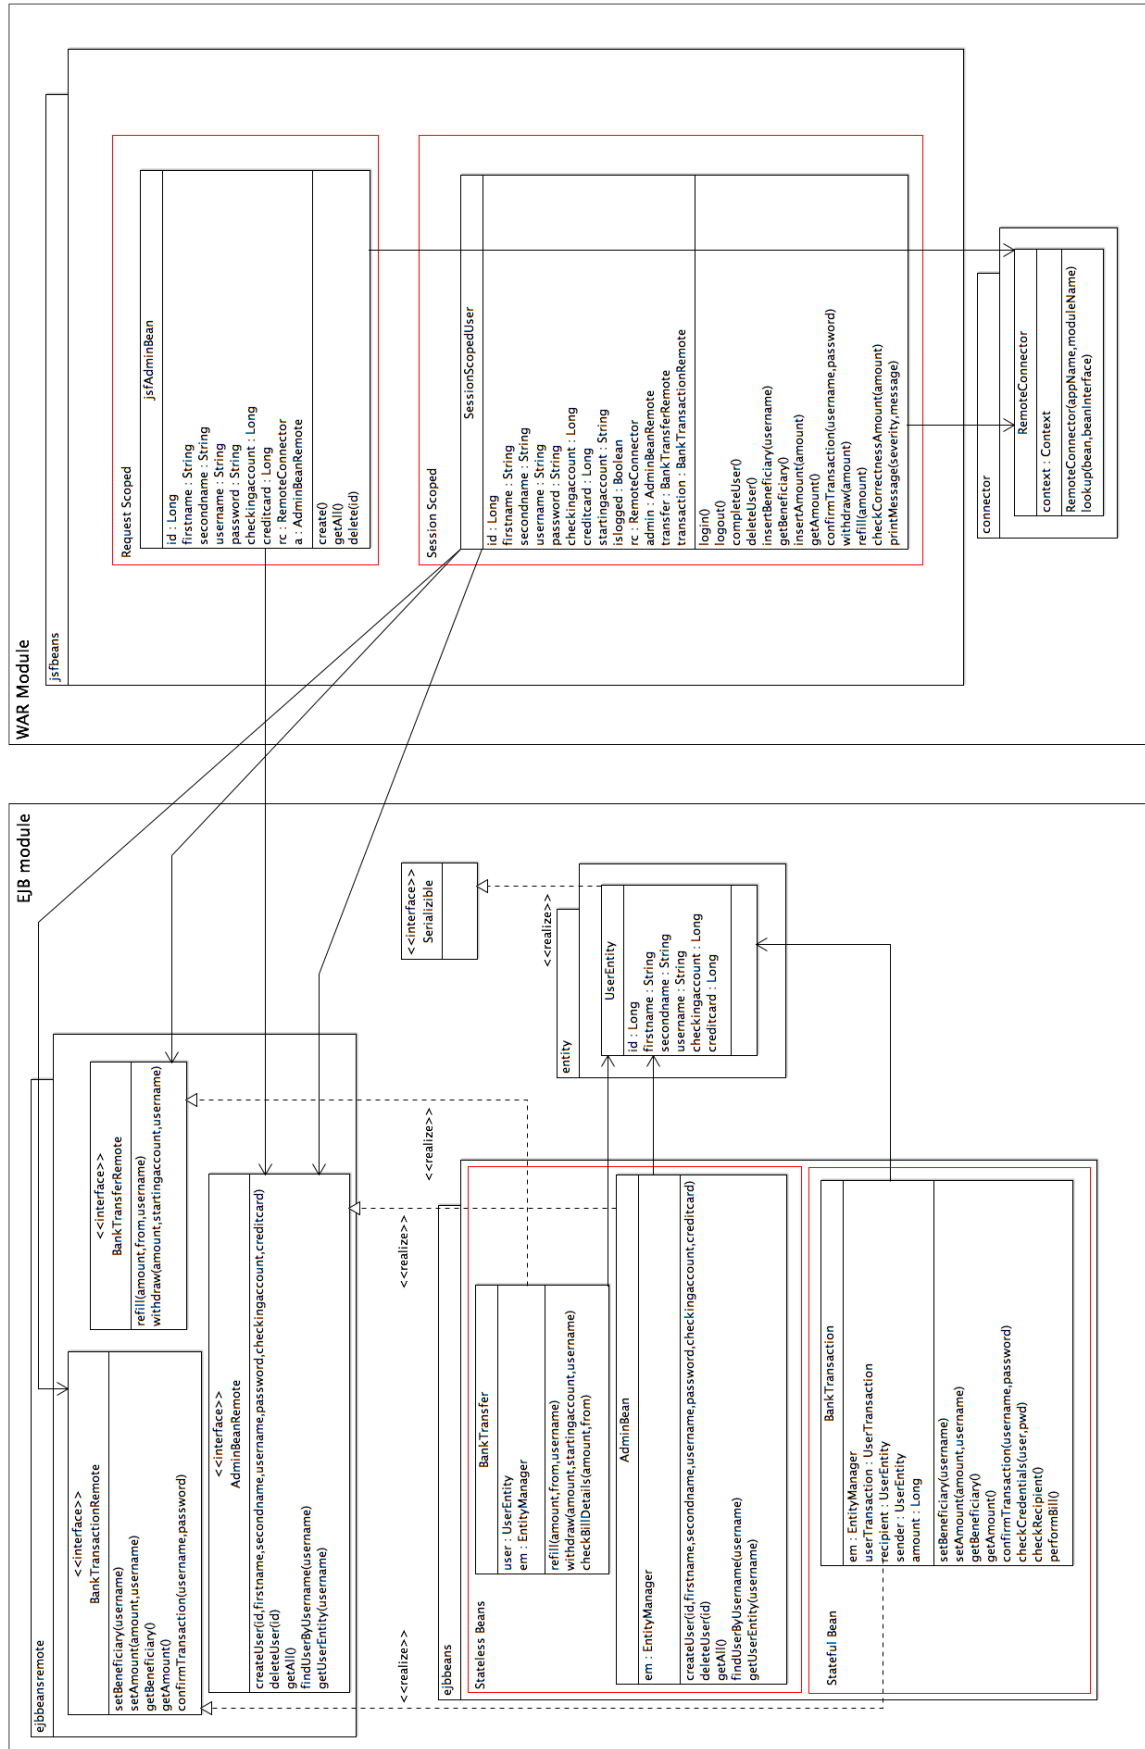 EJB module
ejbbeansremote
<<interface>>
BankTransactionRemote
setBeneficiary(username)
setAmount(amount,username)
getBeneficiary()
getAmount()
confirmTransaction(username,password)
<<interface>>
BankTransferRemote
refill(amount,from,username)
withdraw(amount,startingaccount,username)
<<interface>>
AdminBeanRemote
createUser(id,firstname,secondname,username,password,checkingaccount,creditcard)
deleteUser(id)
getAll()
findUserByUsername(username)
getUserEntity(username)
<<realize>>
<<realize>>
<<realize>>
<<interface>>
Serializible
<<realize>>
entity
UserEntity
id : Long
firstname : String
secondname : String
username : String
checkingaccount : Long
creditcard : Long
ejbbeans
Stateless Beans
BankTransfer
user : UserEntity
em : EntityManager
refill(amount,from,username)
withdraw(amount,startingaccount,username)
checkBillDetails(amount,from)
AdminBean
em : EntityManager
createUser(id,firstname,secondname,username,password,checkingaccount,creditcard)
deleteUser(id)
getAll()
findUserByUsername(username)
getUserEntity(username)
Stateful Bean
BankTransaction
em : EntityManager
userTransaction : UserTransaction
recipient : UserEntity
sender : UserEntity
amount : Long
setBeneficiary(username)
setAmount(amount,username)
getBeneficiary()
getAmount()
confirmTransaction(username,password)
checkCredentials(user,pwd)
checkRecipient()
performBill()
WAR Module
jsfbeans
Request Scoped
jsfAdminBean
id : Long
firstname : String
secondname : String
username : String
password : String
checkingaccount : Long
creditcard : Long
rc : RemoteConnector
a : AdminBeanRemote
create()
getAll()
delete(id)
Session Scoped
SessionScopedUser
id : Long
firstname : String
secondname : String
username : String
password : String
checkingaccount : Long
creditcard : Long
startingaccount : String
islogged : Boolean
rc : RemoteConnector
admin : AdminBeanRemote
transfer : BankTransferRemote
transaction : BankTransactionRemote
login()
logout()
completeUser()
deleteUser()
insertBeneficiary(username)
getBeneficiary()
insertAmount(amount)
getAmount()
confirmTransaction(username,password)
withdraw(amount)
refill(amount)
checkCorrectnessAmount(amount)
printMessage(severity,message)
connector
RemoteConnector
context : Context
RemoteConnector(appName,moduleName)
lookup(bean,beanInterface)